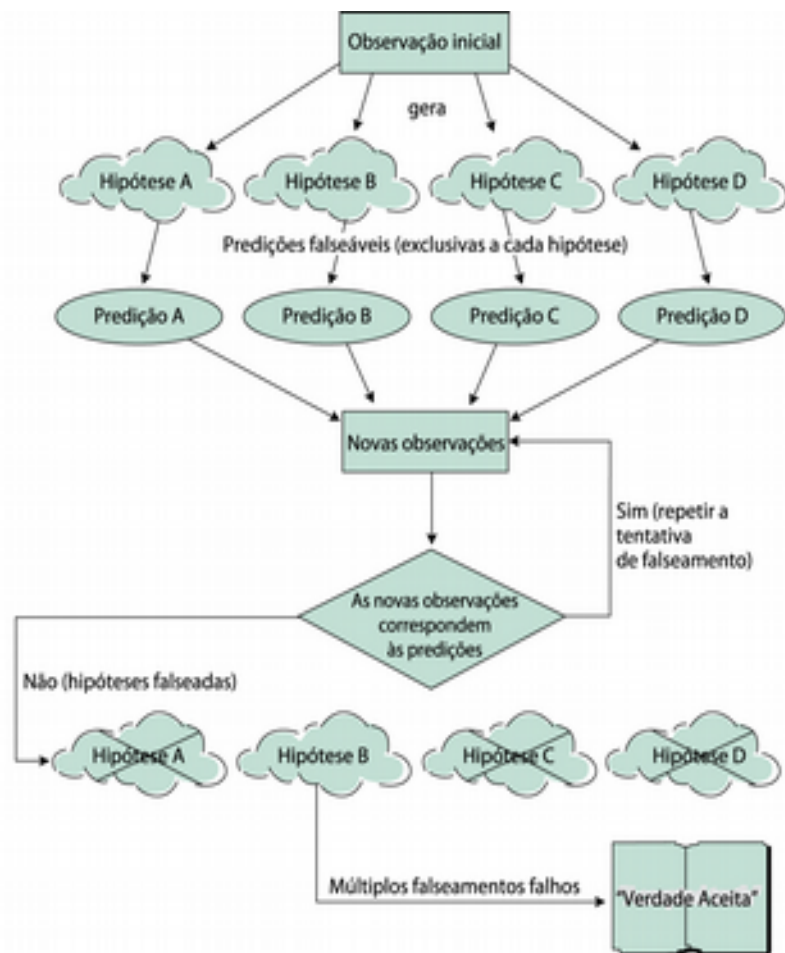 Observação inicial
gera
Hipótese A
Hipótese B
Hipótese C
Hipótese D
Predições falseáveis (exclusivas a cada hipótese)
Predição A
Predição B
Predição C
Predição D
Novas observações
Sim (repetir a
tentativa
de falseamento)
As novas observações
correspondem
às predições
Não (hipóteses falseadas)
Hipótese A
Hipótese B
Hipótese C
Hipótese D
Múltiplos falseamentos falhos
"Verdade Aceita"